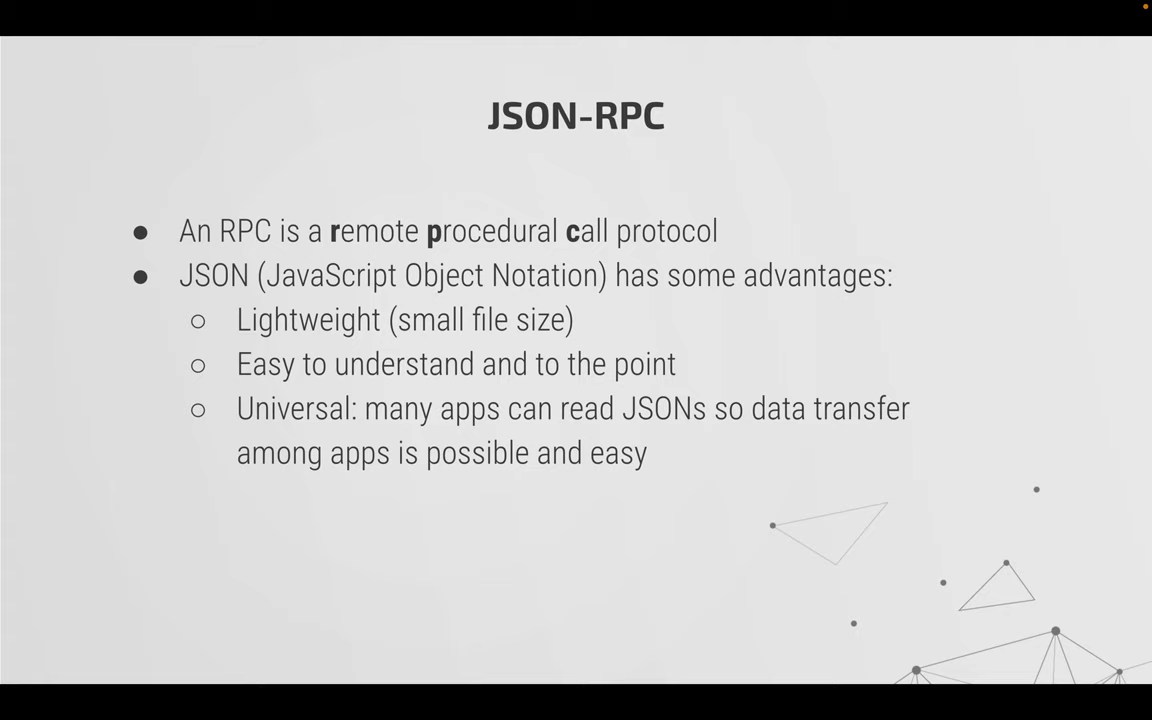 JSON-RPC
● An RPC is a remote procedural call protocol
● JSON (JavaScript Object Notation) has some advantages:
○ Lightweight (small file size)
○ Easy to understand and to the point
○ Universal: many apps can read JSONs so data transfer
among apps is possible and easy